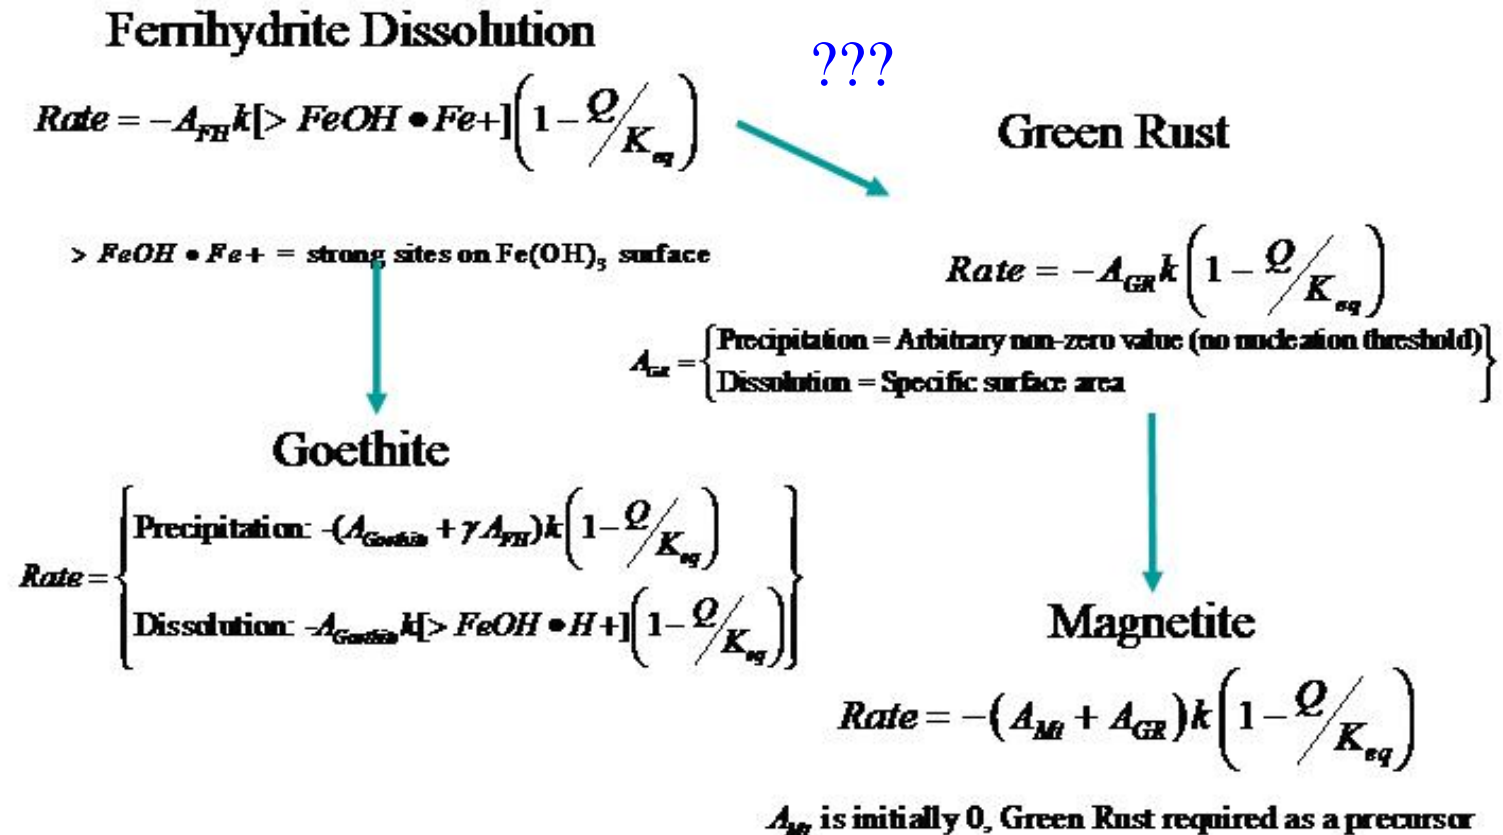 Ferrihydrite Dissolution
???
Rate = -A_FH k[> FeOH • Fe+](1 - Q/K_eq)
Green Rust
> FeOH • Fe+ = strong sites on Fe(OH)3 surface
Rate = -A_GR k(1 - Q/K_eq)
A_GR = {Precipitation = Arbitrary non-zero value (no nucleation threshold)
Dissolution = Specific surface area}
Goethite
Rate = {Precipitation: -(A_Goethite + γ A_FH)k(1 - Q/K_eq)
Dissolution: -A_Goethite k[> FeOH • H+](1 - Q/K_eq)}
Magnetite
Rate = -(A_Mt + A_GR)k(1 - Q/K_eq)
A_Mt is initially 0, Green Rust required as a precursor